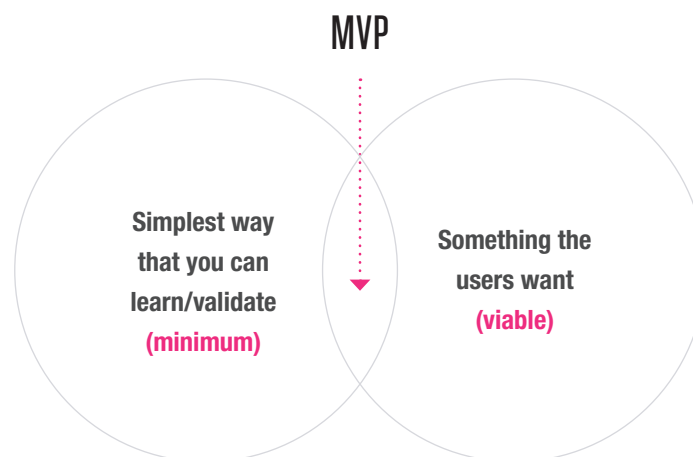 MVP
Simplest way
that you can
learn/validate
(minimum)
Something the
users want
(viable)